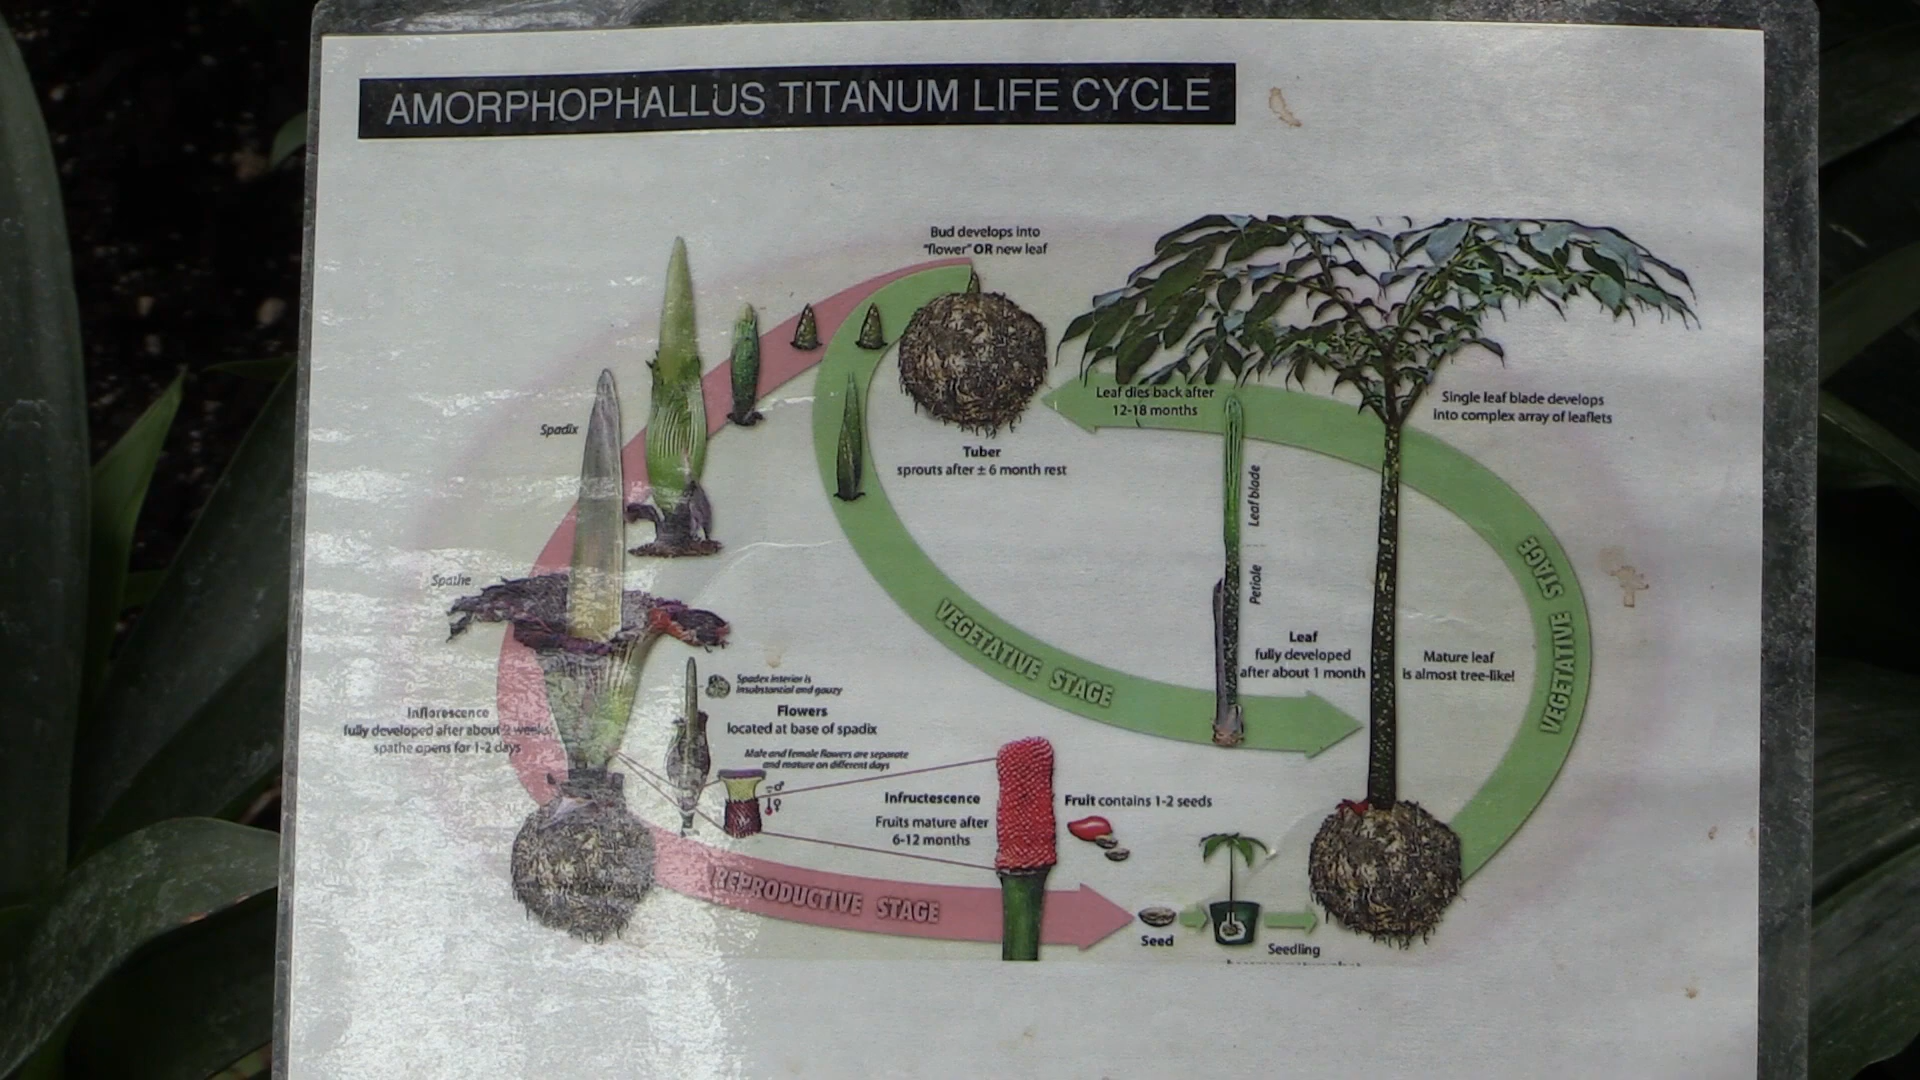 AMORPHOPHALLUS TITANUM LIFE CYCLE
Bud develops into
"flower" OR new leaf
Leaf dies back after
12-18 months
Single leaf blade develops
into complex array of leaflets
Spadix
Tuber
sprouts after ± 6 month rest
Leaf blade
Petiole
Spathe
VEGETATIVE STAGE
VEGETATIVE STAGE
Leaf
fully developed
after about 1 month
Mature leaf
is almost tree-like!
Spadex interior is
insubstantial and gauzy
Inflorescence
fully developed after about 2 weeks,
spathe opens for 1-2 days
Flowers
located at base of spadix
Male and female flowers are separate
and mature on different days
♂
♀
Infructescence
Fruits mature after
6-12 months
Fruit contains 1-2 seeds
REPRODUCTIVE STAGE
Seed
Seedling